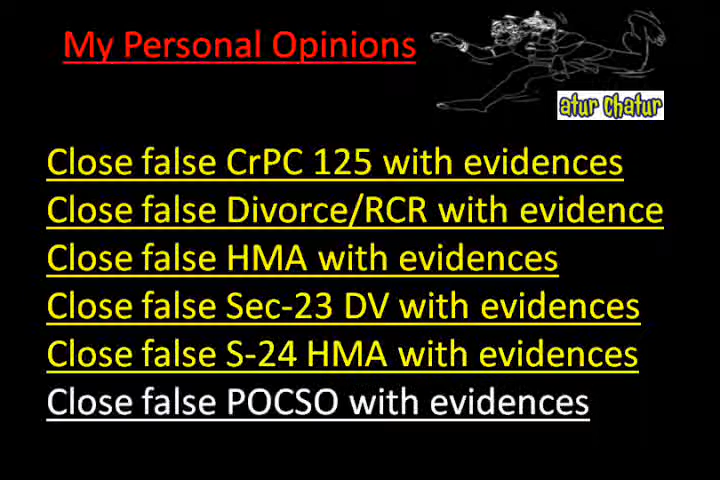 My Personal Opinions
atur chatur
Close false CrPC 125 with evidences
Close false Divorce/RCR with evidence
Close false HMA with evidences
Close false Sec-23 DV with evidences
Close false S-24 HMA with evidences
Close false POCSO with evidences